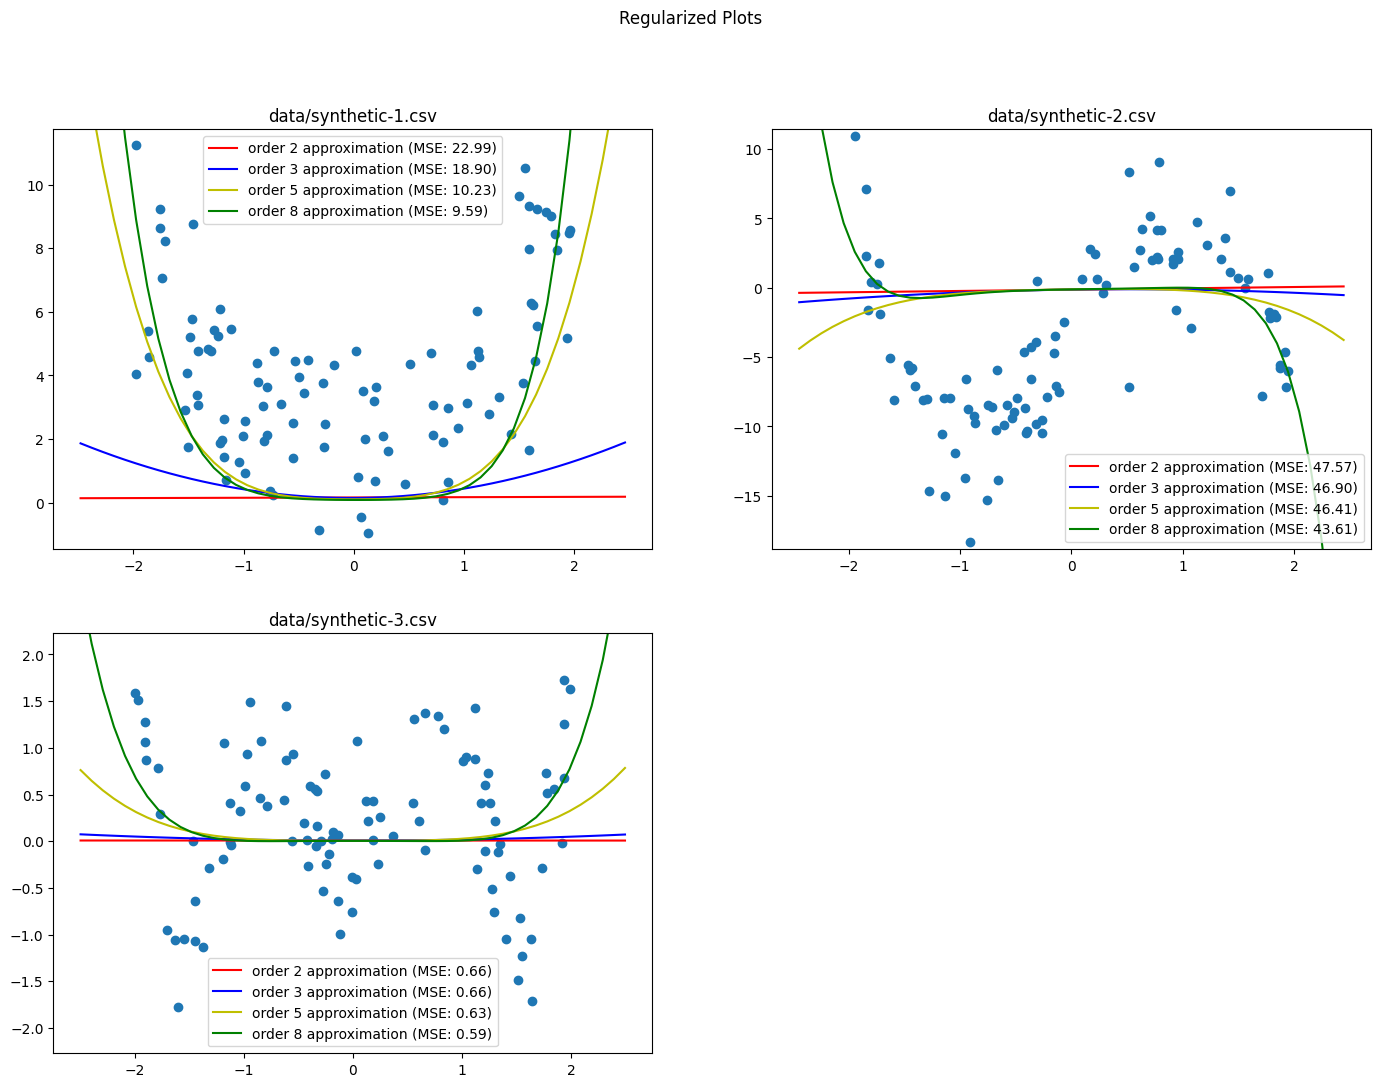 Regularized Plots
data/synthetic-1.csv
order 2 approximation (MSE: 22.99)
order 3 approximation (MSE: 18.90)
order 5 approximation (MSE: 10.23)
order 8 approximation (MSE: 9.59)
10
8
6
4
2
0
−2 −1 0 1 2
data/synthetic-2.csv
10
5
0
−5
−10
−15
order 2 approximation (MSE: 47.57)
order 3 approximation (MSE: 46.90)
order 5 approximation (MSE: 46.41)
order 8 approximation (MSE: 43.61)
−2 −1 0 1 2
data/synthetic-3.csv
2.0
1.5
1.0
0.5
0.0
−0.5
−1.0
−1.5
−2.0
order 2 approximation (MSE: 0.66)
order 3 approximation (MSE: 0.66)
order 5 approximation (MSE: 0.63)
order 8 approximation (MSE: 0.59)
−2 −1 0 1 2